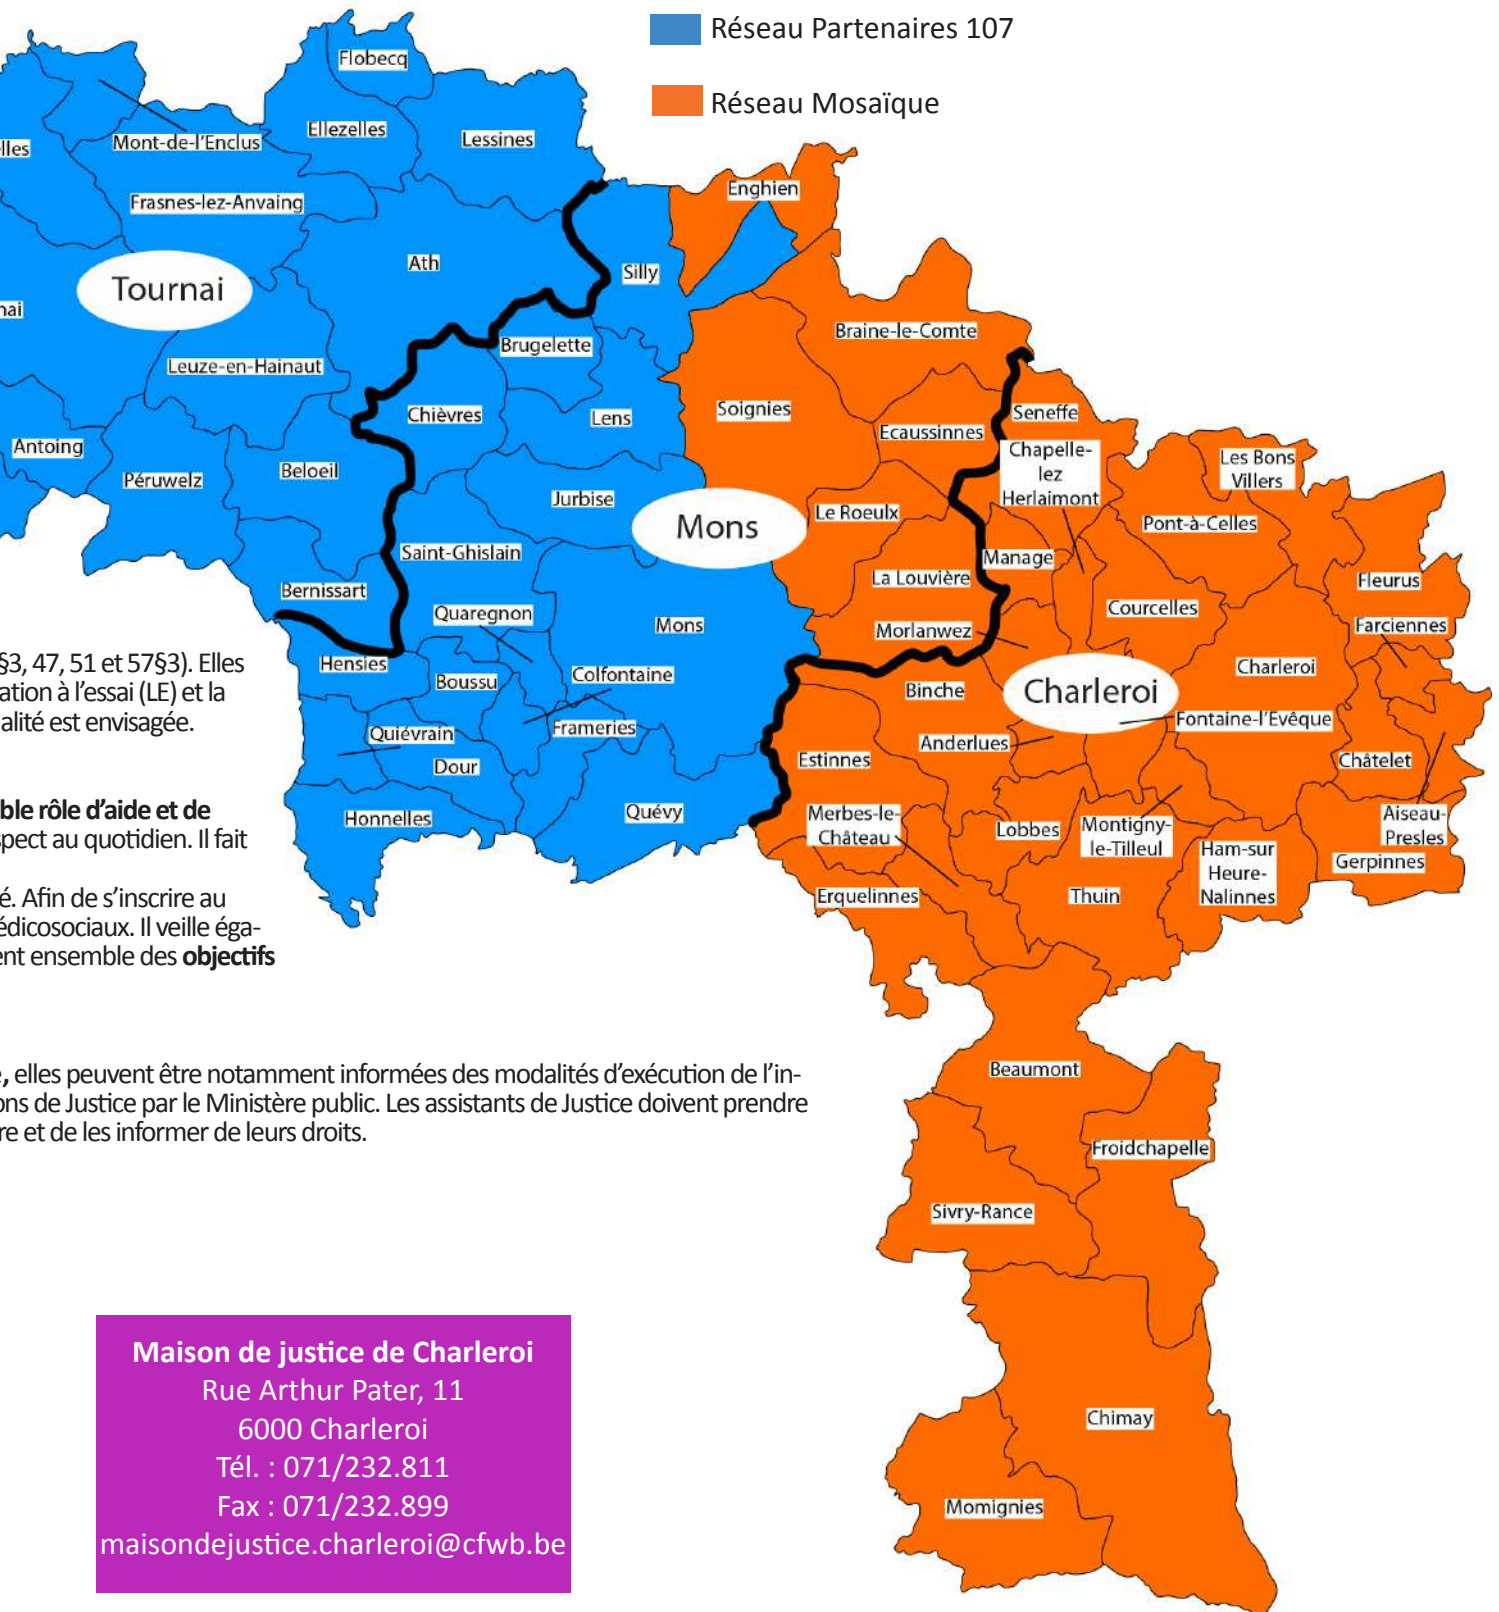 Réseau Partenaires 107
Réseau Mosaïque
Flobecq
Ellezelles
Lessines
Mont-de-l'Enclus
elles
Frasnes-lez-Anvaing
Enghien
Ath
Silly
Tournai
nai
Braine-le-Comte
Brugelette
Leuze-en-Hainaut
Chièvres
Lens
Soignies
Ecaussinnes
Seneffe
Chapelle-
lez
Herlaimont
Les Bons
Villers
Antoing
Péruwelz
Beloeil
Jurbise
Mons
Le Roeulx
Pont-à-Celles
Saint-Ghislain
Manage
La Louvière
Fleurus
Bernissart
Quaregnon
Mons
Morlanwez
Courcelles
Farciennes
Hensies
Boussu
Colfontaine
Binche
Charleroi
Charleroi
Fontaine-l'Evêque
Quiévrain
Frameries
Anderlues
Estinnes
Dour
Châtelet
Honnelles
Quévy
Merbes-le-
Château
Lobbes
Montigny-
le-Tilleul
Aiseau-
Presles
Ham-sur
Heure-
Nalinnes
Gerpinnes
Erquelinnes
Thuin
Beaumont
Froidchapelle
Sivry-Rance
Chimay
Momignies
§3, 47, 51 et 57§3). Elles
ation à l'essai (LE) et la
alité est envisagée.
ble rôle d'aide et de
spect au quotidien. Il fait
é. Afin de s'inscrire au
édicosociaux. Il veille éga-
ent ensemble des objectifs
e, elles peuvent être notamment informées des modalités d'exécution de l'in-
ons de Justice par le Ministère public. Les assistants de Justice doivent prendre
re et de les informer de leurs droits.
Maison de justice de Charleroi
Rue Arthur Pater, 11
6000 Charleroi
Tél. : 071/232.811
Fax : 071/232.899
maisondejustice.charleroi@cfwb.be